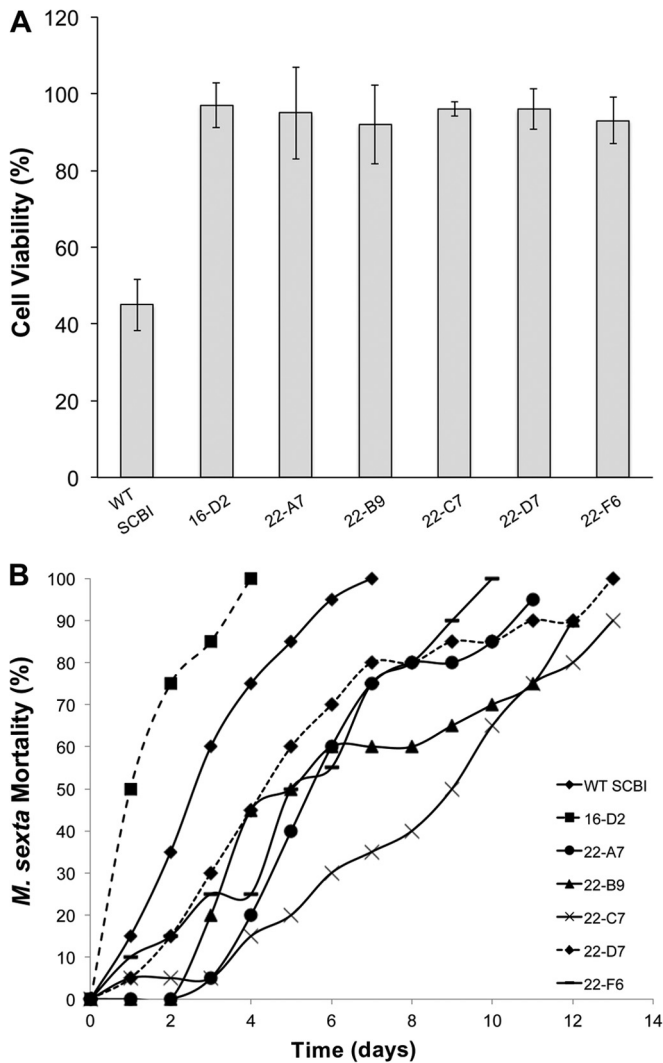 A
Cell Viability (%)
120
100
80
60
40
20
0
WT SCBI
16-D2
22-A7
22-B9
22-C7
22-D7
22-F6
B
M. sexta Mortality (%)
100
90
80
70
60
50
40
30
20
10
0
WT SCBI
16-D2
22-A7
22-B9
22-C7
22-D7
22-F6
0 2 4 6 8 10 12 14
Time (days)